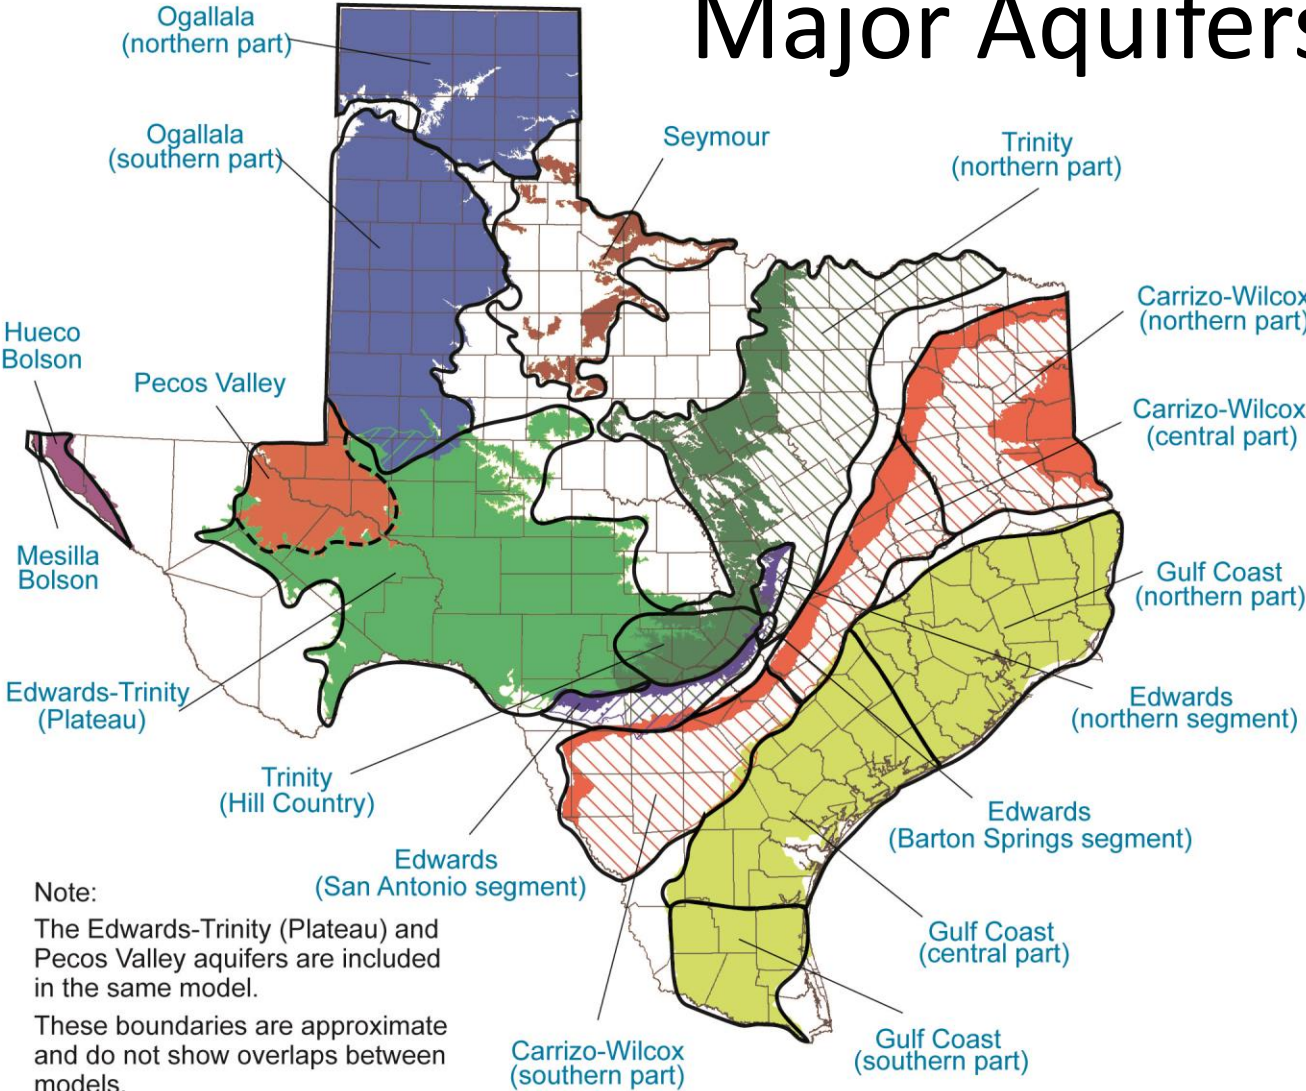 Major Aquifers
Ogallala
(northern part)
Ogallala
(southern part)
Seymour
Trinity
(northern part)
Carrizo-Wilcox
(northern part)
Hueco
Bolson
Pecos Valley
Carrizo-Wilcox
(central part)
Mesilla
Bolson
Gulf Coast
(northern part)
Edwards-Trinity
(Plateau)
Edwards
(northern segment)
Trinity
(Hill Country)
Edwards
(Barton Springs segment)
Edwards
(San Antonio segment)
Gulf Coast
(central part)
Carrizo-Wilcox
(southern part)
Gulf Coast
(southern part)
Note:
The Edwards-Trinity (Plateau) and
Pecos Valley aquifers are included
in the same model.
These boundaries are approximate
and do not show overlaps between
models.